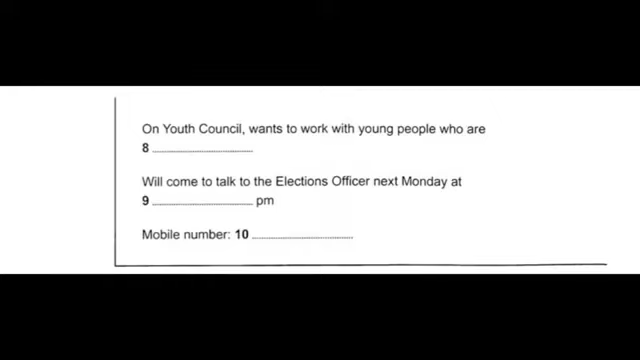 On Youth Council, wants to work with young people who are
8 ........................
Will come to talk to the Elections Officer next Monday at
9 ........................ pm
Mobile number: 10 ........................